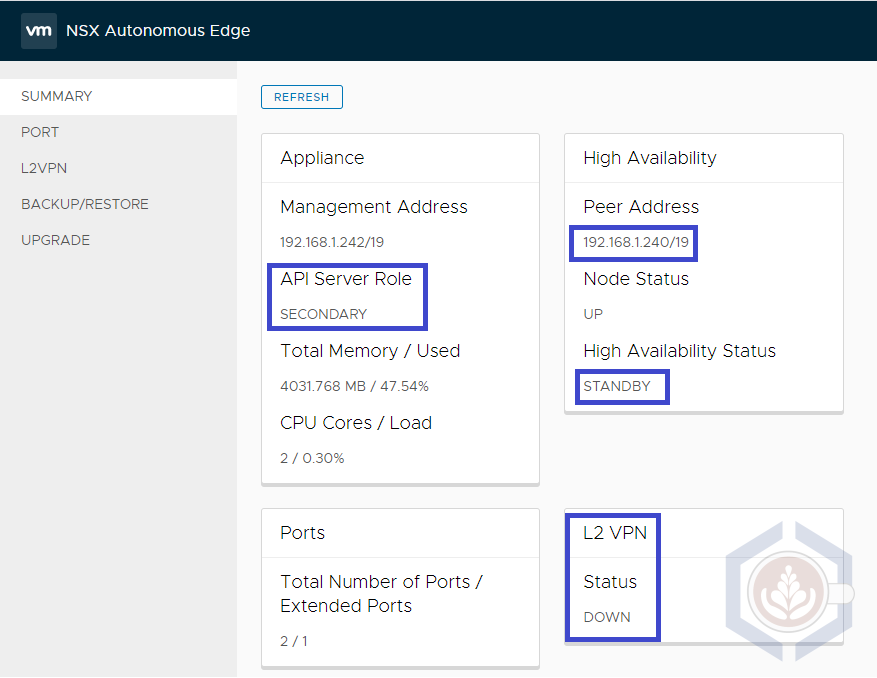 vm NSX Autonomous Edge
SUMMARY
PORT
L2VPN
BACKUP/RESTORE
UPGRADE
REFRESH
Appliance
Management Address
192.168.1.242/19
API Server Role
SECONDARY
Total Memory / Used
4031.768 MB / 47.54%
CPU Cores / Load
2 / 0.30%
High Availability
Peer Address
192.168.1.240/19
Node Status
UP
High Availability Status
STANDBY
Ports
Total Number of Ports /
Extended Ports
2 / 1
L2 VPN
Status
DOWN